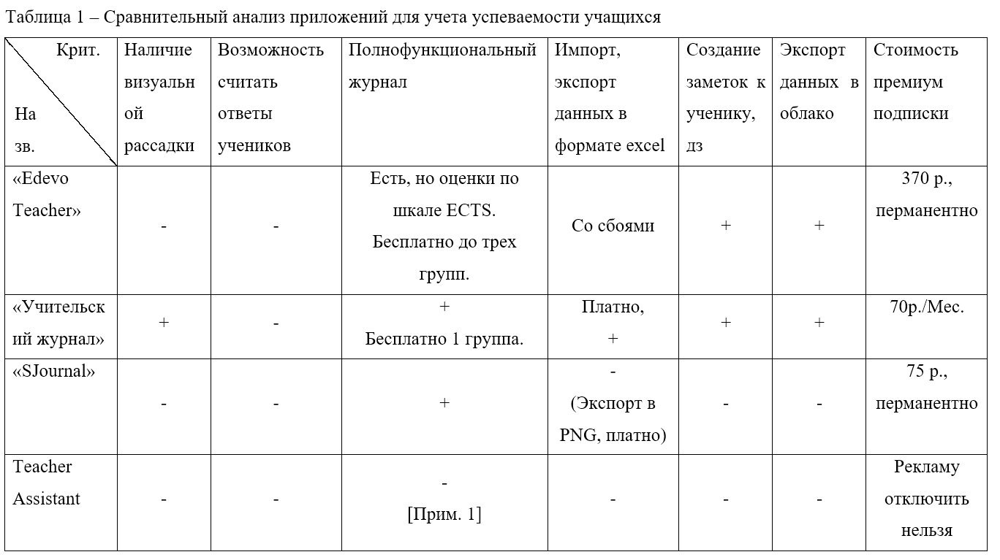 Таблица 1 – Сравнительный анализ приложений для учета успеваемости учащихся
Крит.
На
зв.
Наличие
визуальн
ой
рассадки
Возможность
считать
ответы
учеников
Полнофункциональный
журнал
Импорт,
экспорт
данных в
формате excel
Создание
заметок к
ученику,
дз
Экспорт
данных в
облако
Стоимость
премиум
подписки
«Edevo
Teacher»
-
-
Есть, но оценки по
шкале ECTS.
Бесплатно до трех
групп.
Со сбоями
+
+
370 р.,
перманентно
«Учительск
ий журнал»
+
-
+
Бесплатно 1 группа.
Платно,
+
+
+
70р./Мес.
«SJournal»
-
-
+
-
(Экспорт в
PNG, платно)
-
-
75 р.,
перманентно
Teacher
Assistant
-
-
-
[Прим. 1]
-
-
-
Рекламу
отключить
нельзя